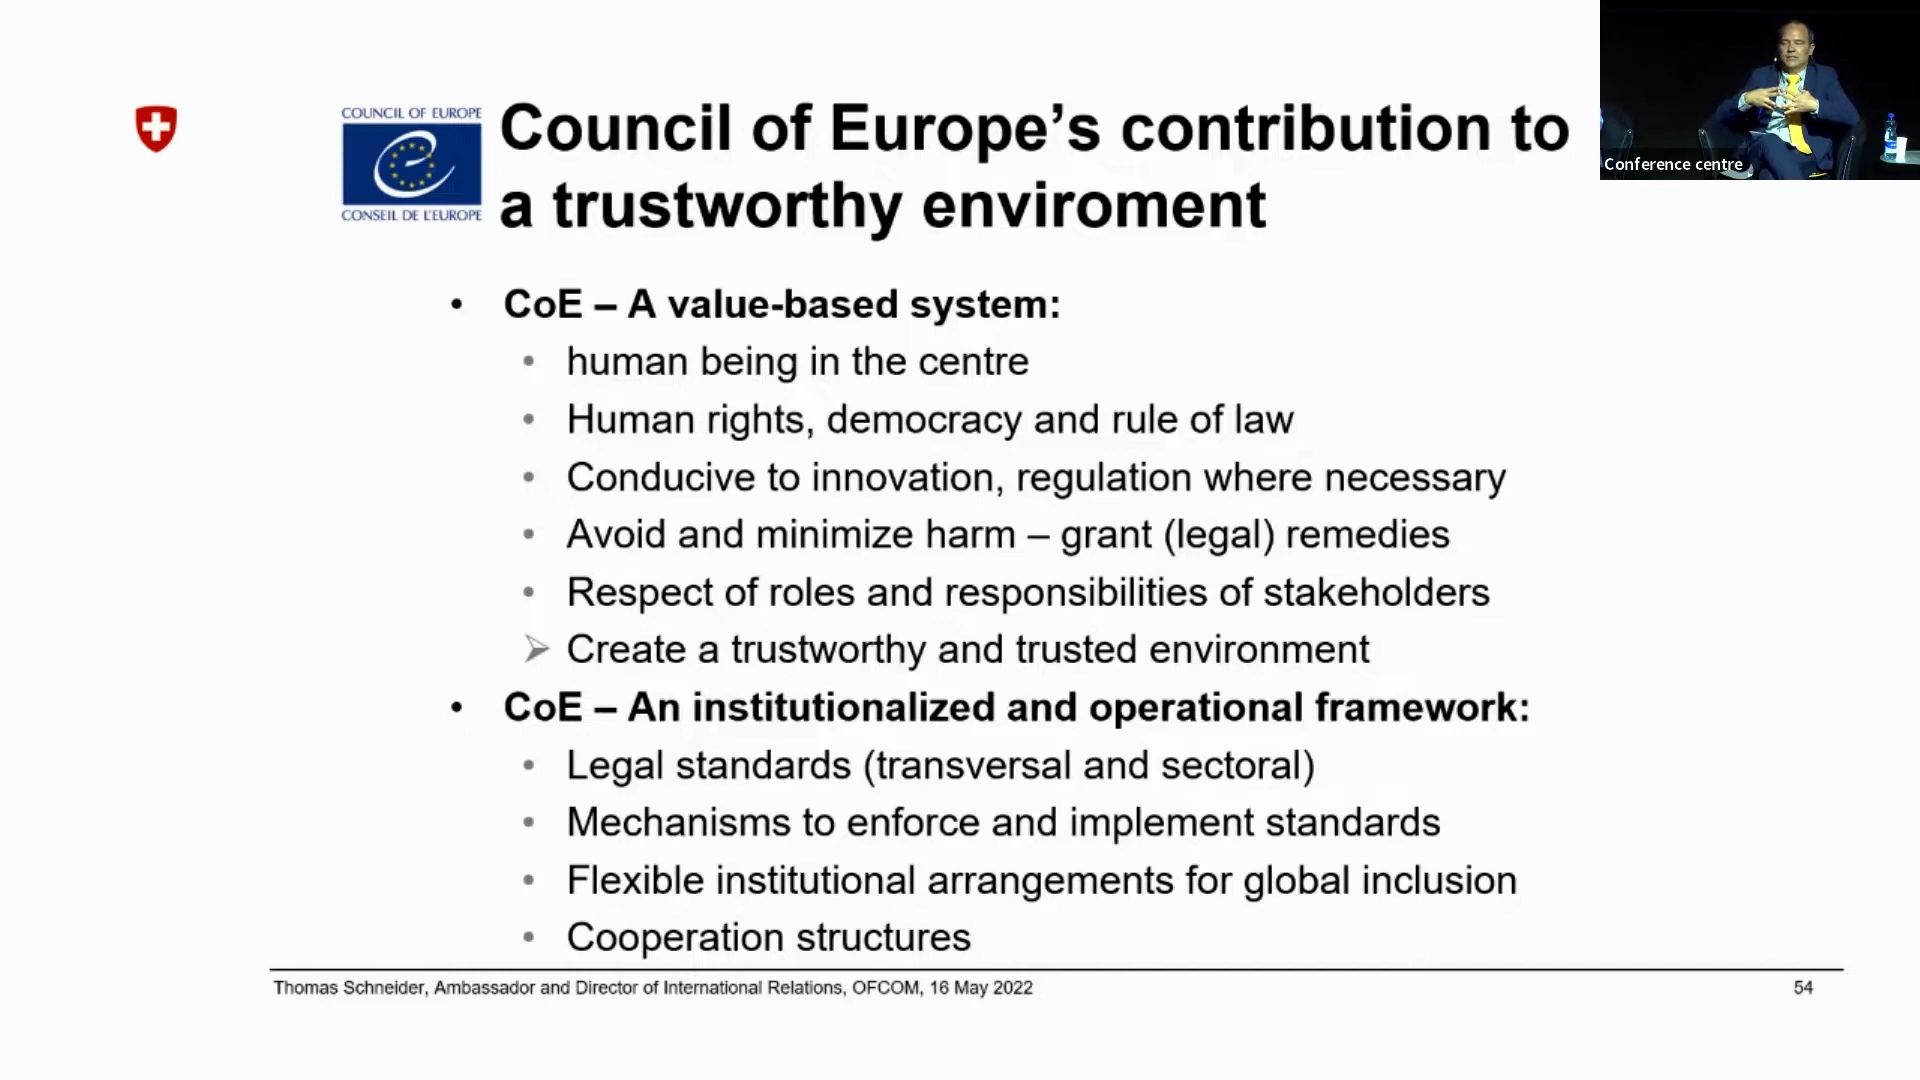 COUNCIL OF EUROPE
CONSEIL DE L'EUROPE
Council of Europe’s contribution to
a trustworthy enviroment
• CoE – A value-based system:
• human being in the centre
• Human rights, democracy and rule of law
• Conducive to innovation, regulation where necessary
• Avoid and minimize harm – grant (legal) remedies
• Respect of roles and responsibilities of stakeholders
➢ Create a trustworthy and trusted environment
• CoE – An institutionalized and operational framework:
• Legal standards (transversal and sectoral)
• Mechanisms to enforce and implement standards
• Flexible institutional arrangements for global inclusion
• Cooperation structures
Thomas Schneider, Ambassador and Director of International Relations, OFCOM, 16 May 2022
54
Conference centre